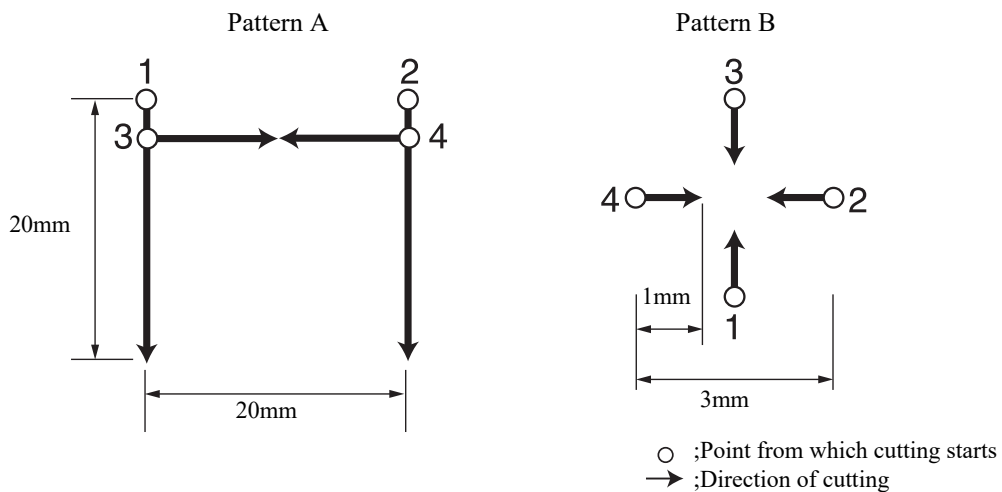 Pattern A
Pattern B
1
2
3
4
20mm
20mm
3
4
2
1
1mm
3mm
;Point from which cutting starts
;Direction of cutting